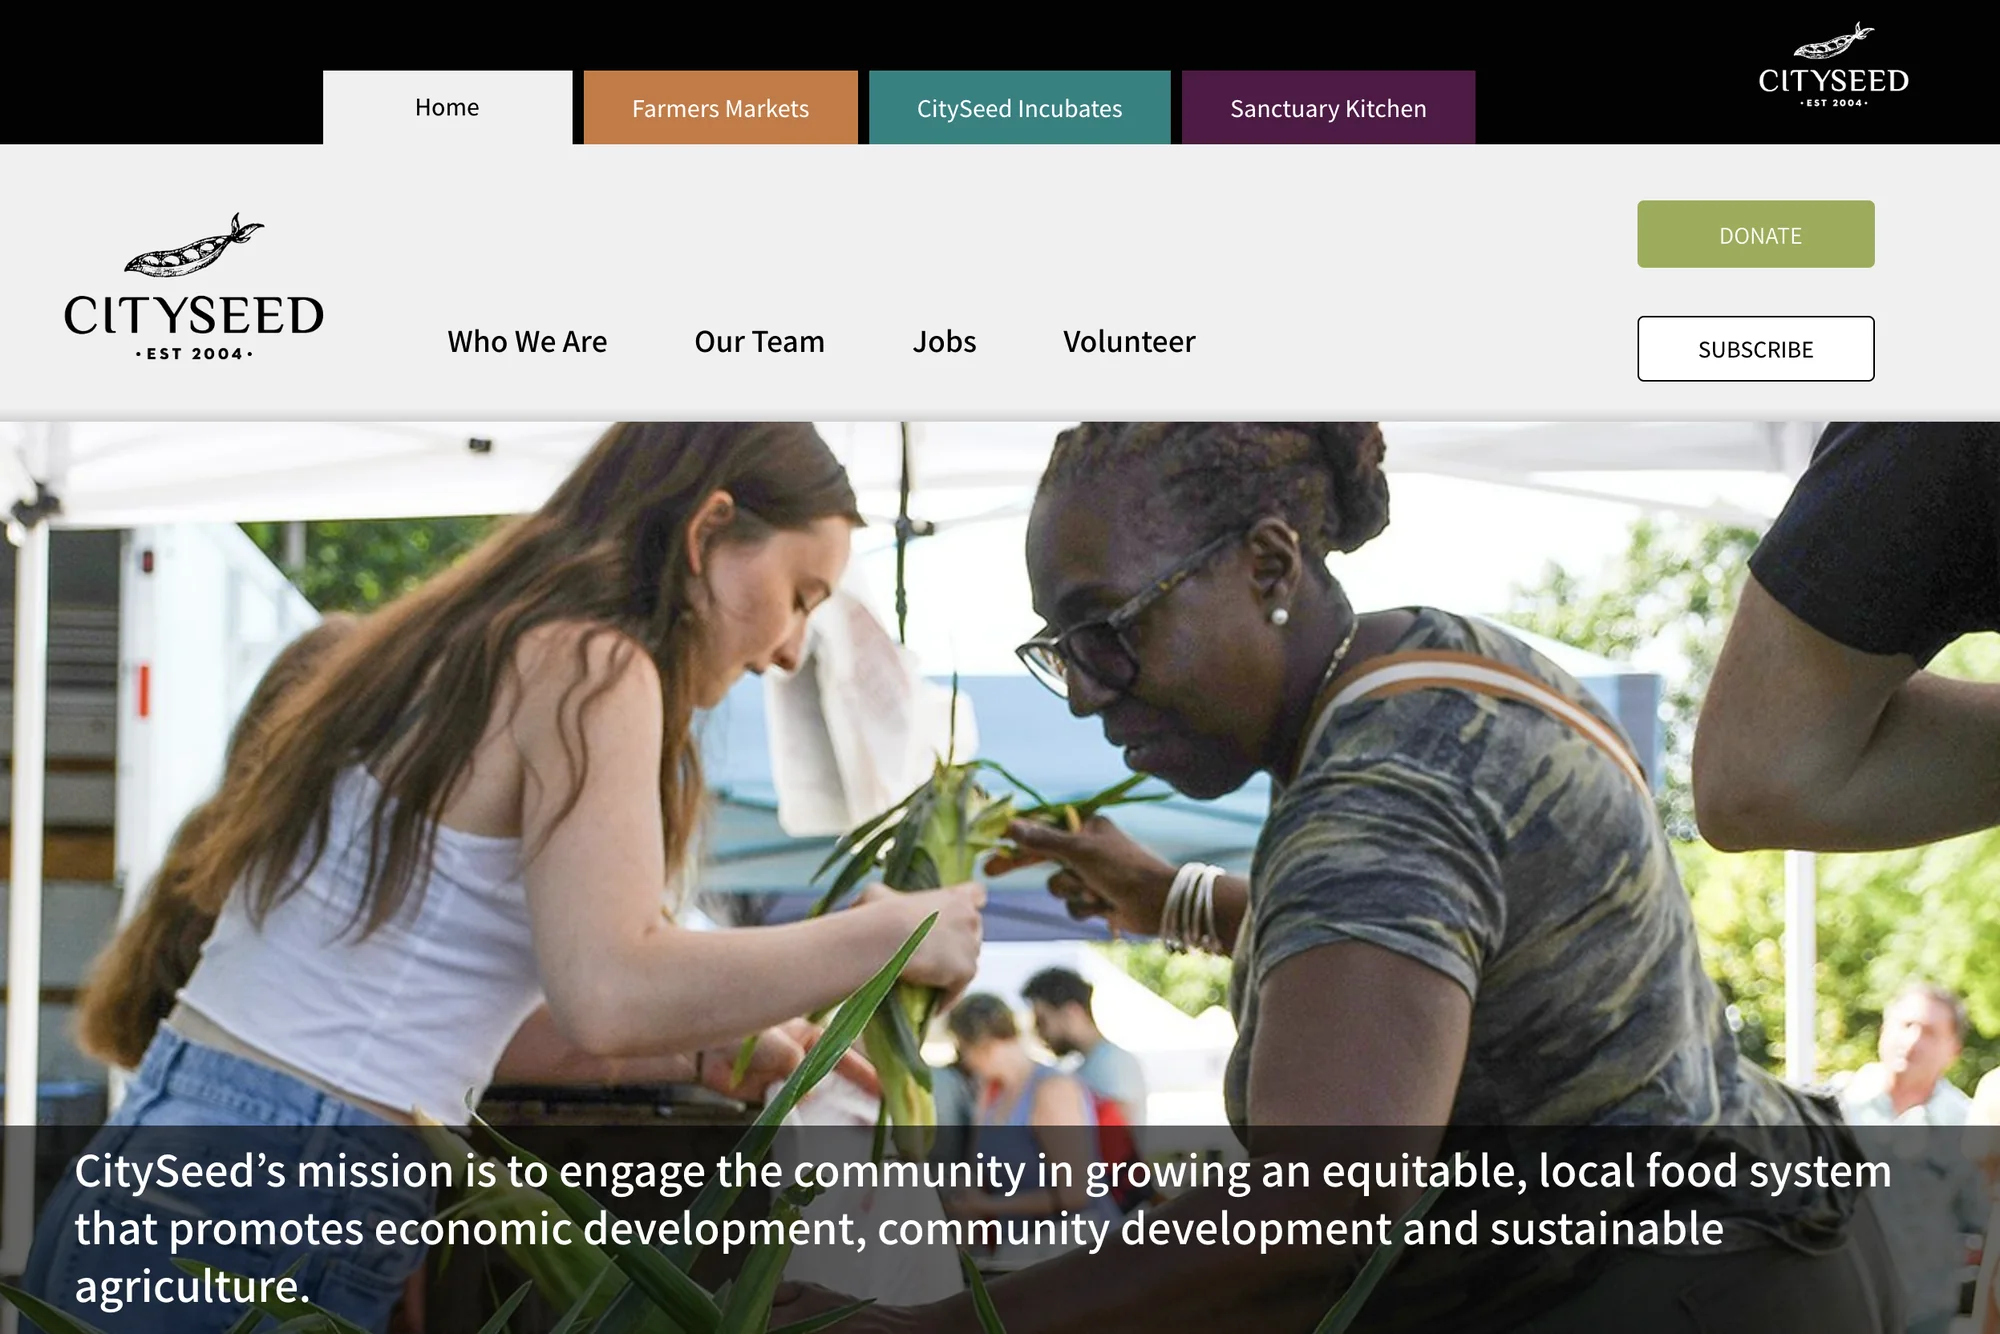 Home
Farmers Markets
CitySeed Incubates
Sanctuary Kitchen
CITYSEED
·EST 2004·
CITYSEED
·EST 2004·
Who We Are
Our Team
Jobs
Volunteer
DONATE
SUBSCRIBE
CitySeed’s mission is to engage the community in growing an equitable, local food system
that promotes economic development, community development and sustainable
agriculture.